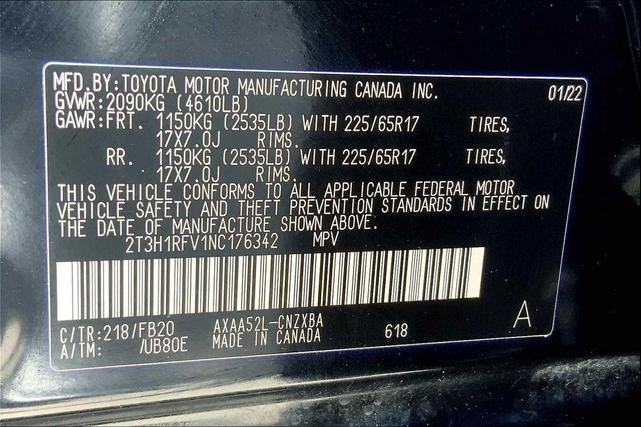 MFD.BY:TOYOTA MOTOR MANUFACTURING CANADA INC. 01/22
GVWR:2090KG (4610LB)
GAWR:FRT. 1150KG (2535LB) WITH 225/65R17 TIRES,
17X7.0J RIMS.
RR. 1150KG (2535LB) WITH 225/65R17 TIRES,
17X7.0J RIMS.
THIS VEHICLE CONFORMS TO ALL APPLICABLE FEDERAL MOTOR
VEHICLE SAFETY AND THEFT PREVENTION STANDARDS IN EFFECT ON
THE DATE OF MANUFACTURE SHOWN ABOVE.
2T3H1RFV1NC176342 MPV
C/TR:218/FB20 AXAA52L-CNZXBA 618 A
A/TM: /UB80E MADE IN CANADA